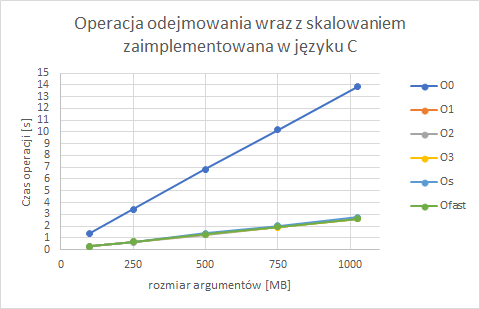 Operacja odejmowania wraz z skalowaniem
zaimplementowana w języku C
15
14
13
12
11
10
9
8
7
6
5
4
3
2
1
0
Czas operacji [s]
0 250 500 750 1000
rozmiar argumentów [MB]
O0
O1
O2
O3
Os
Ofast